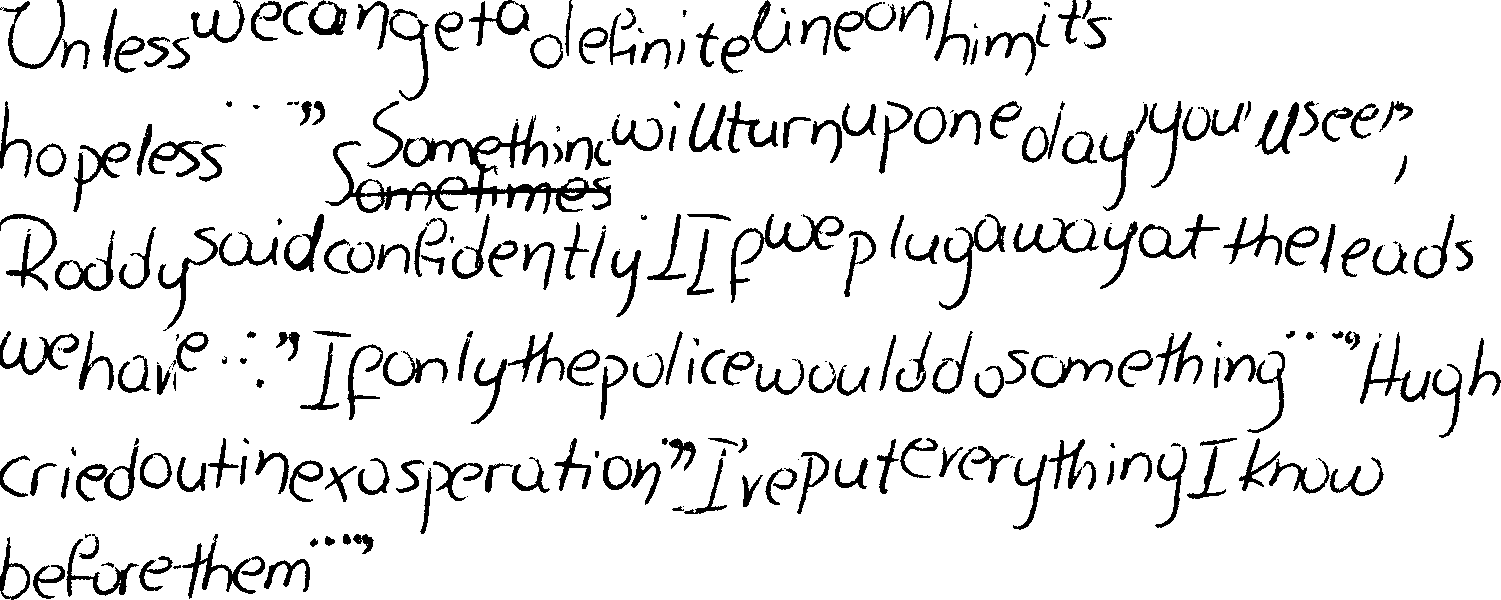 Unless we can get a definite line on him it's
hopeless ..." Something will turn up one day, you'll see,"
Roddy said confidently. "If we plug away at the leads
we have ..." "If only the police would do something ..." Hugh
cried out in exasperation. "I've put everything I know
before them ..."